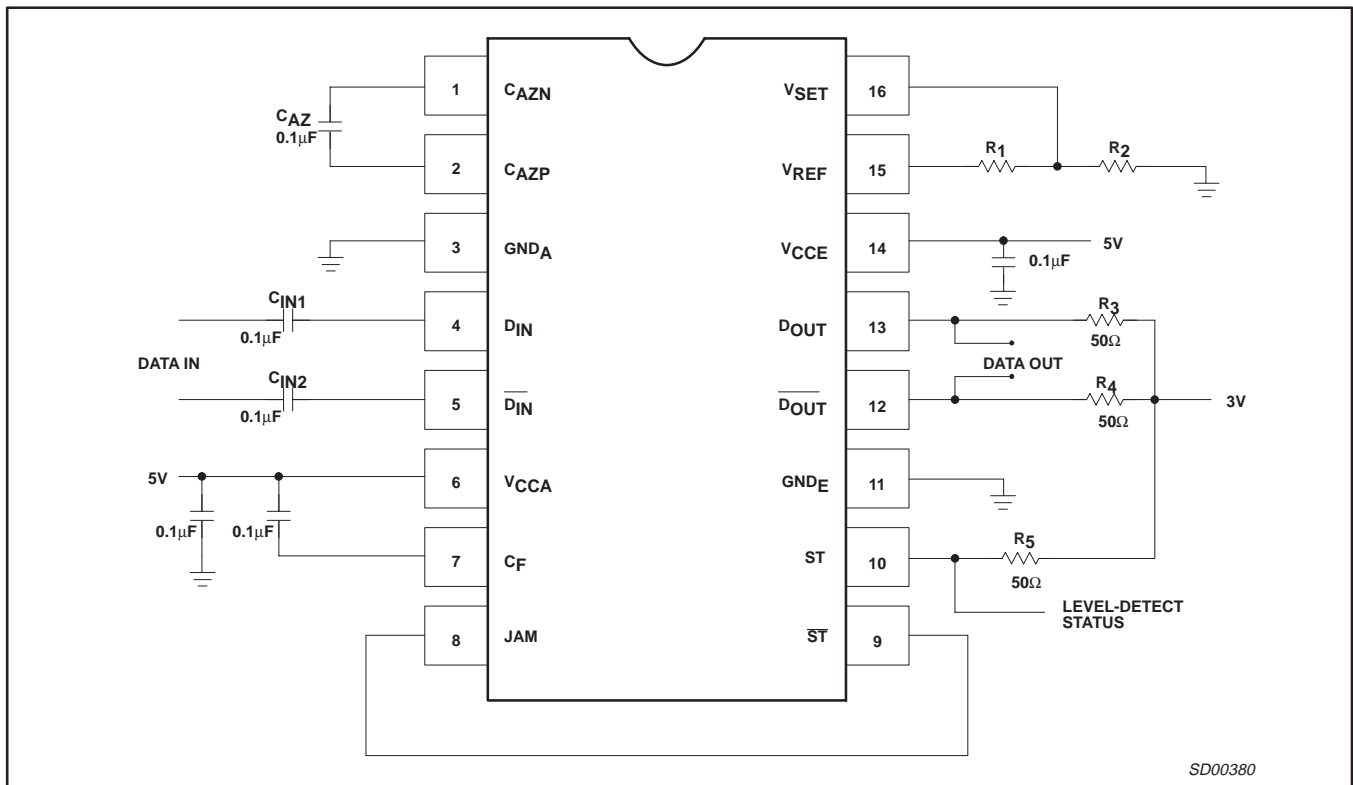 1 CAZN VSET 16
CAZ
0.1μF
R1 R2
2 CAZP VREF 15
3 GNDA VCCE 14 5V
0.1μF
CIN1 R3
4 DIN DOUT 13
0.1μF 50Ω
DATA IN DATA OUT
CIN2 R4
5 DIN DOUT 12 3V
0.1μF 50Ω
5V 6 VCCA GNDE 11
0.1μF 0.1μF
R5
7 CF ST 10
50Ω
LEVEL-DETECT
STATUS
8 JAM ST 9
SD00380